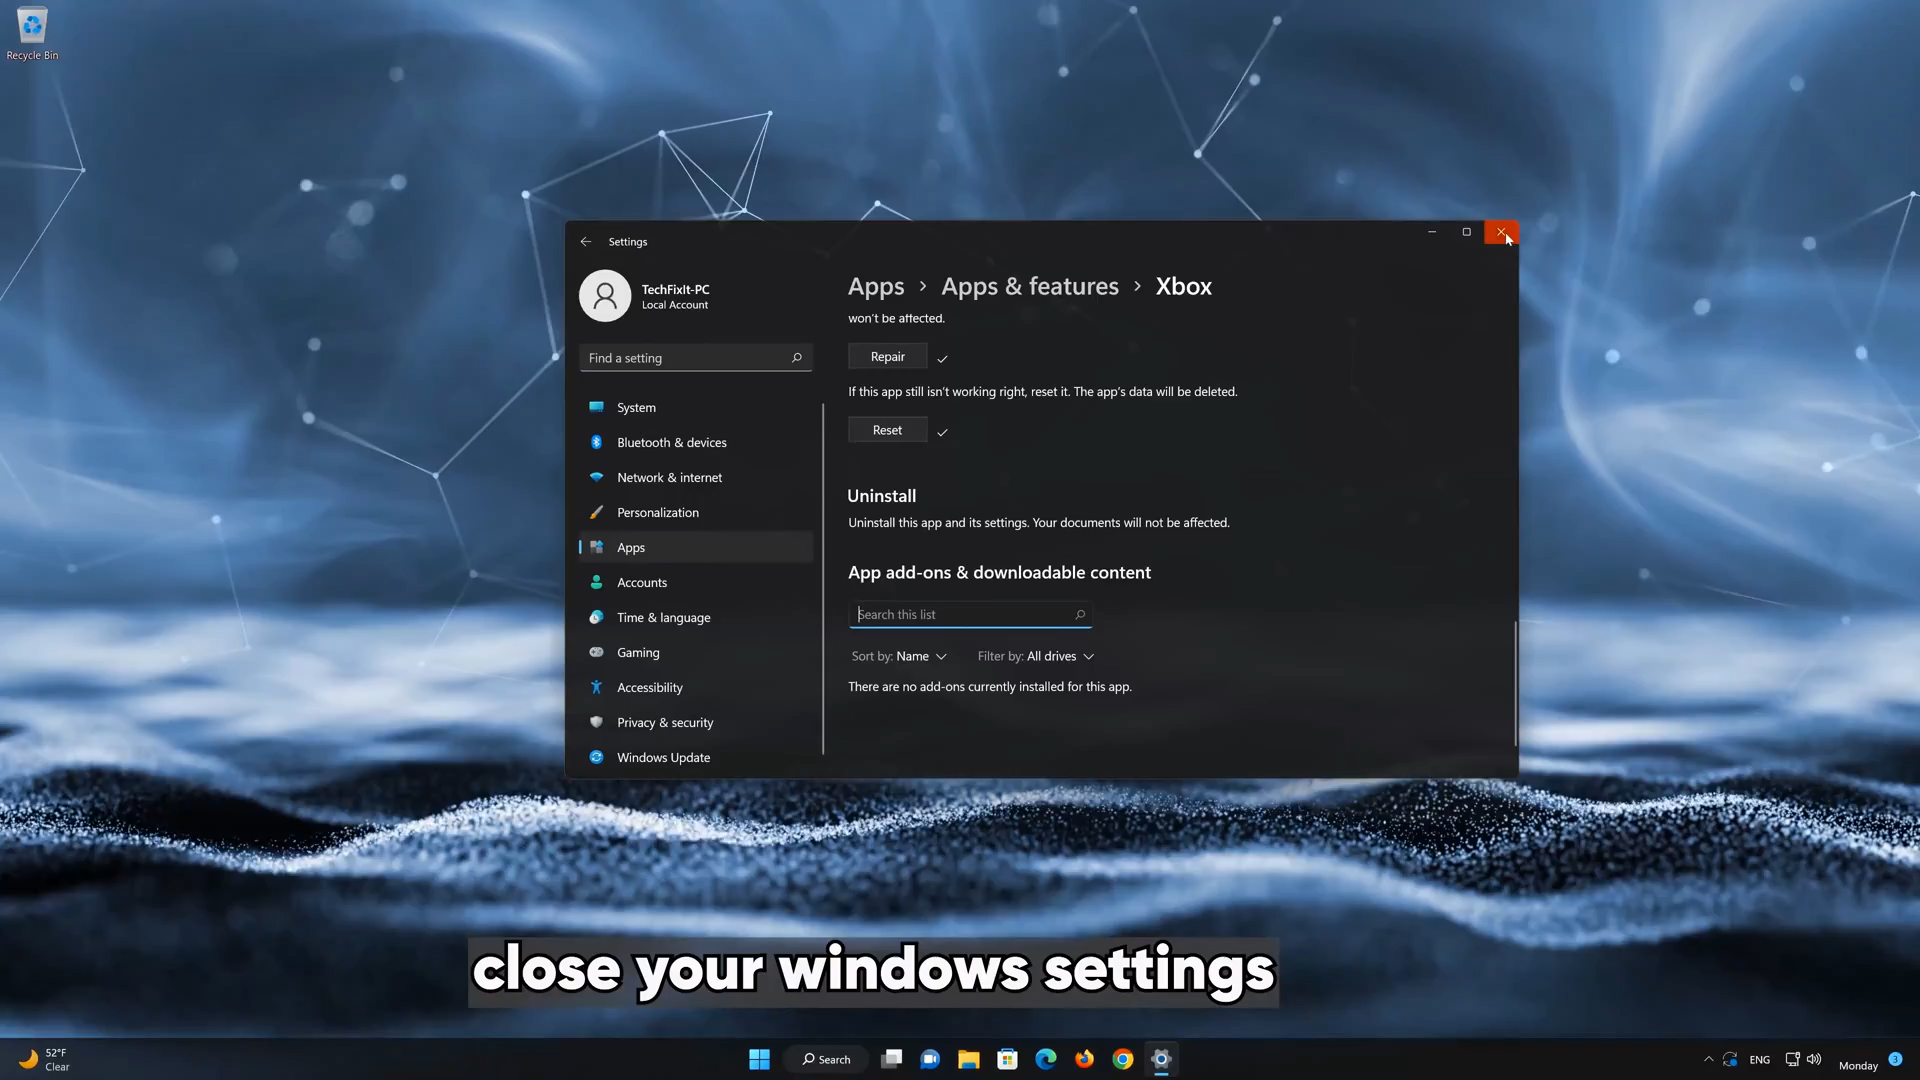 Recycle Bin
Settings
TechFixIt-PC
Local Account
Find a setting
System
Bluetooth & devices
Network & internet
Personalization
Apps
Accounts
Time & language
Gaming
Accessibility
Privacy & security
Windows Update
Apps > Apps & features > Xbox
won't be affected.
Repair
If this app still isn't working right, reset it. The app's data will be deleted.
Reset
Uninstall
Uninstall this app and its settings. Your documents will not be affected.
App add-ons & downloadable content
Search this list
Sort by: Name Filter by: All drives
There are no add-ons currently installed for this app.
close your windows settings
52°F
Clear
Search
ENG
Monday
3